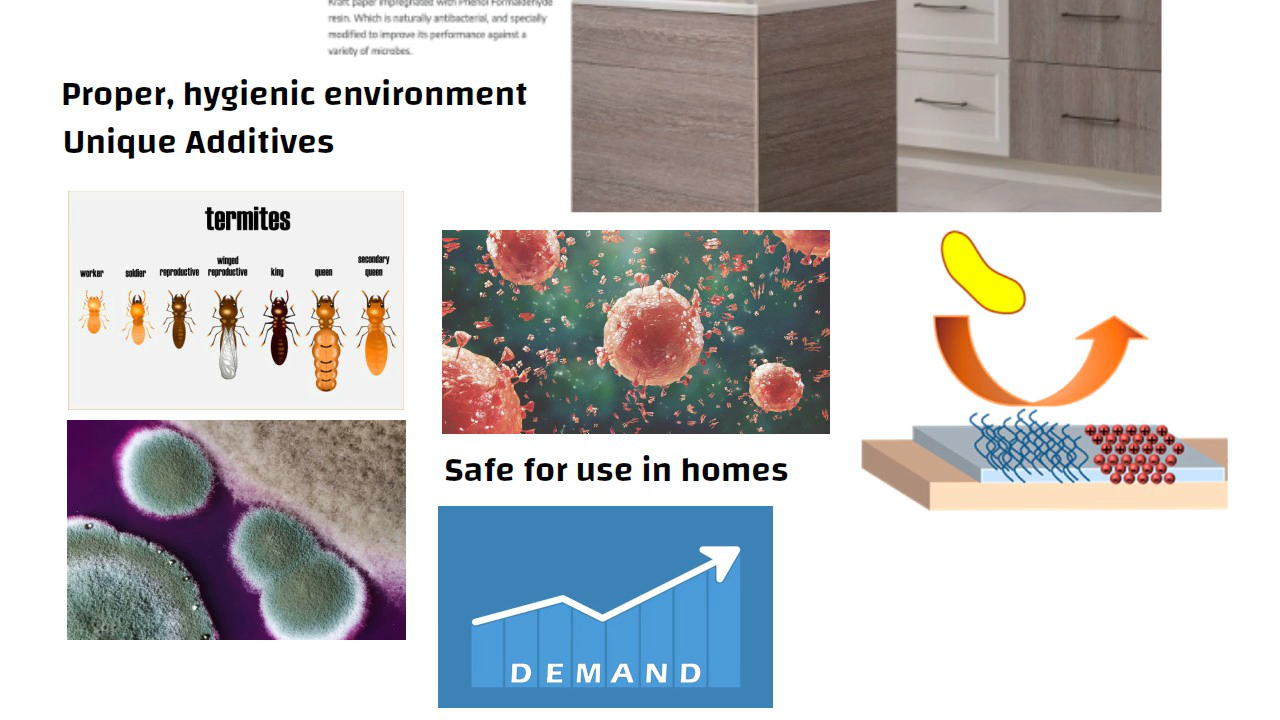 Kraft paper impregnated with Phenol Formaldehyde
resin. Which is naturally antibacterial, and specially
modified to improve its performance against a
variety of microbes.
Proper, hygienic environment
Unique Additives
termites
worker
soldier
reproductive
winged
reproductive
king
queen
secondary
queen
Safe for use in homes
DEMAND